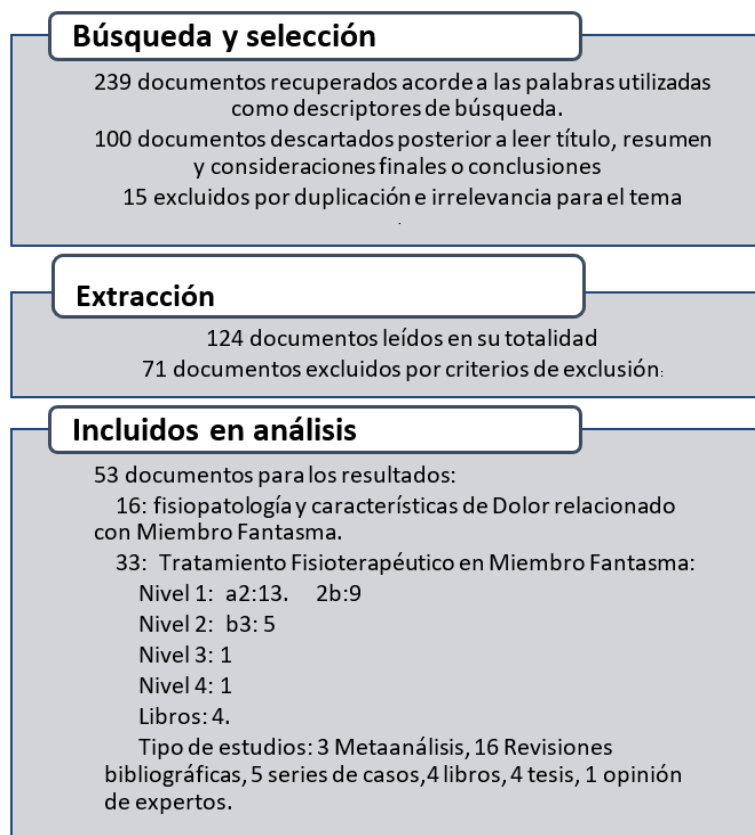 Búsqueda y selección
239 documentos recuperados acorde a las palabras utilizadas
como descriptores de búsqueda.
100 documentos descartados posterior a leer título, resumen
y consideraciones finales o conclusiones
15 excluidos por duplicación e irrelevancia para el tema
.
Extracción
124 documentos leídos en su totalidad
71 documentos excluidos por criterios de exclusión:
Incluidos en análisis
53 documentos para los resultados:
16: fisiopatología y características de Dolor relacionado
con Miembro Fantasma.
33: Tratamiento Fisioterapéutico en Miembro Fantasma:
Nivel 1: a2:13. 2b:9
Nivel 2: b3: 5
Nivel 3: 1
Nivel 4: 1
Libros: 4.
Tipo de estudios: 3 Metaanálisis, 16 Revisiones
bibliográficas, 5 series de casos,4 libros, 4 tesis, 1 opinión
de expertos.